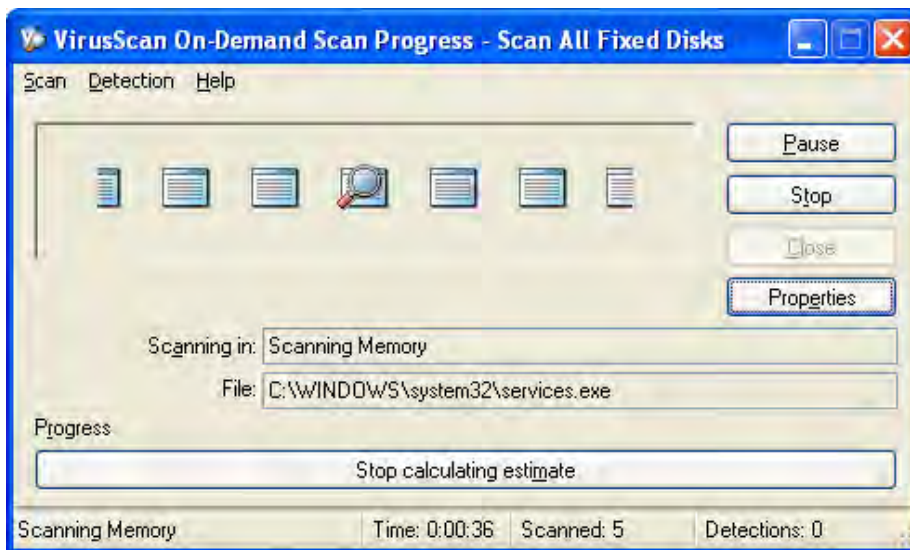 VirusScan On-Demand Scan Progress - Scan All Fixed Disks
Scan Detection Help
Pause
Stop
Close
Properties
Scanning in: Scanning Memory
File: C:\WINDOWS\system32\services.exe
Progress
Stop calculating estimate
Scanning Memory Time: 0:00:36 Scanned: 5 Detections: 0